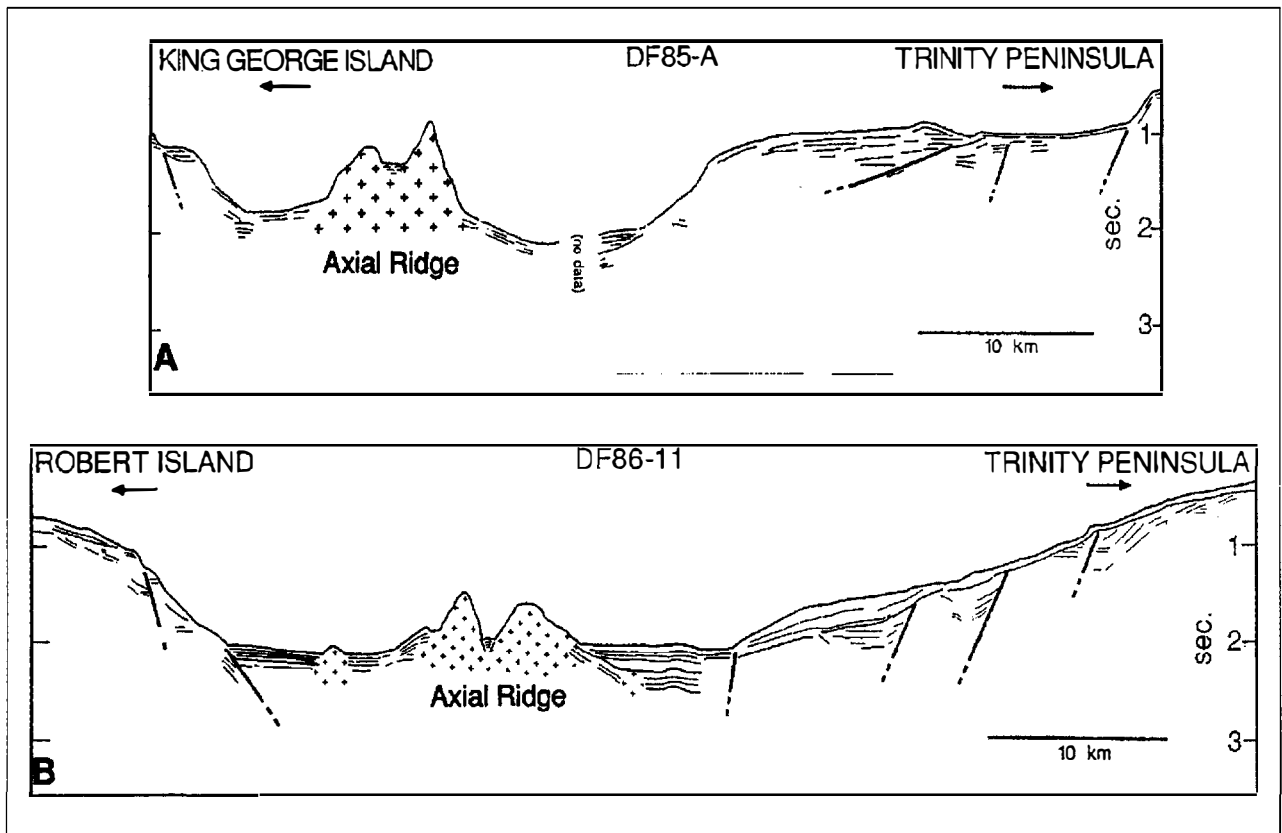 KING GEORGE ISLAND DF85-A TRINITY PENINSULA
1
2
3
sec.
Axial Ridge
(no data)
10 km
A
ROBERT ISLAND DF86-11 TRINITY PENINSULA
1
2
3
sec.
Axial Ridge
10 km
B